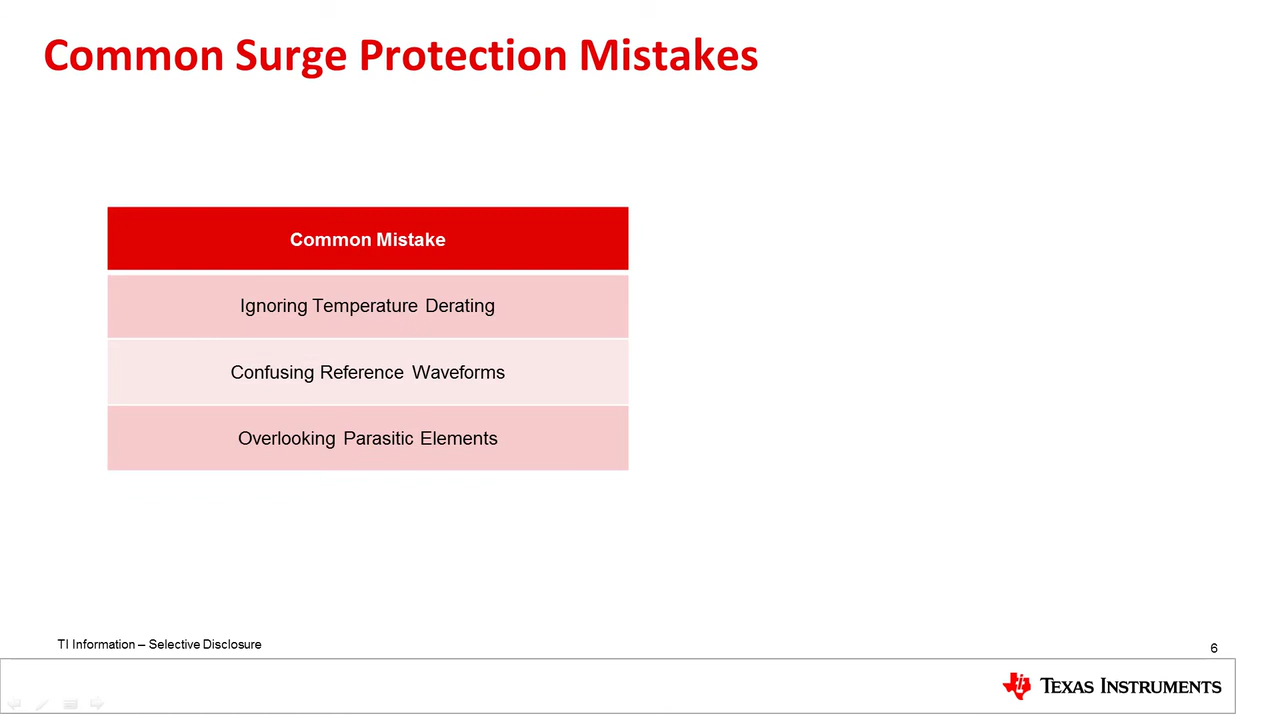 Common Surge Protection Mistakes
Common Mistake
Ignoring Temperature Derating
Confusing Reference Waveforms
Overlooking Parasitic Elements
TI Information – Selective Disclosure
6
TEXAS INSTRUMENTS